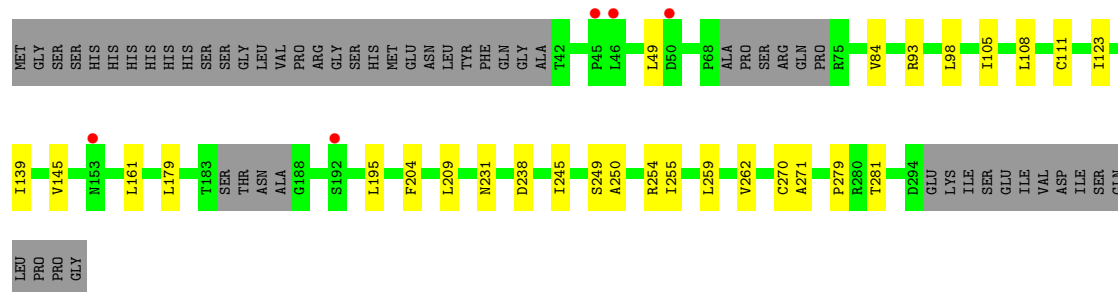 MET GLY SER SER HIS HIS HIS HIS HIS HIS SER SER GLY LEU VAL PRO ARG GLY SER HIS MET GLU ASN LEU TYR PHE GLN GLY ALA T42 P45 L46 L49 D50 P68 ALA PRO SER ARG GLN PRO R75 V84 R93 L98 I105 L108 C111 I123
I139 V145 N153 L161 L179 T183 SER THR ASN ALA G188 S192 L195 F204 L209 N231 D238 I245 S249 A250 R254 I255 L259 V262 C270 A271 P279 R280 T281 D294 GLU LYS ILE SER GLU ILE VAL ASP ILE SER GLN
LEU PRO PRO GLY